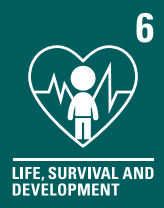 6
LIFE, SURVIVAL AND
DEVELOPMENT